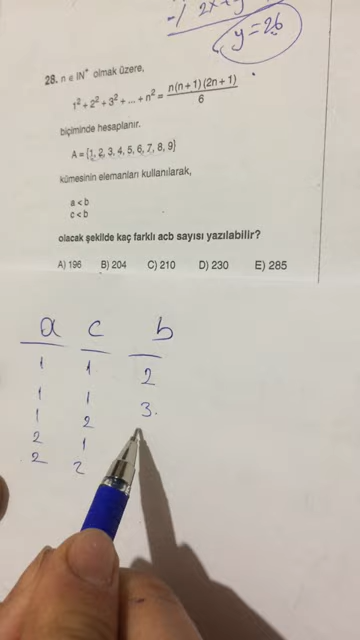 y = 26
28. n ∈ IN⁺ olmak üzere,
1² + 2² + 3² + ... + n² = n(n + 1) (2n + 1) / 6
biçiminde hesaplanır.
A = {1, 2, 3, 4, 5, 6, 7, 8, 9}
kümesinin elemanları kullanılarak,
a < b
c < b
olacak şekilde kaç farklı acb sayısı yazılabilir?
A) 196 B) 204 C) 210 D) 230 E) 285
a c b
1 1 2
1 1 3.
1 2
2 1
2 2